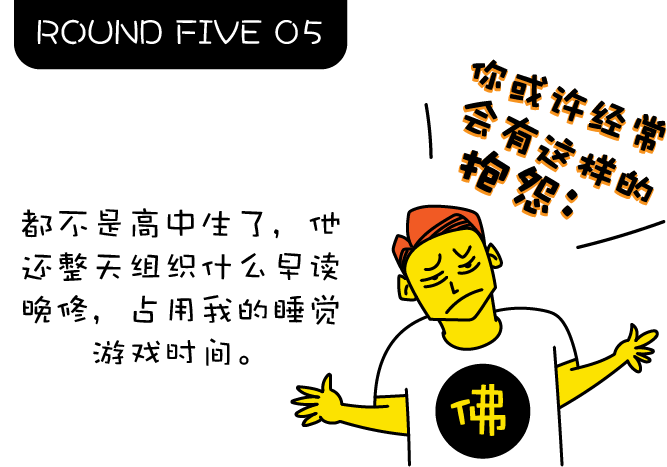 ROUND FIVE 05
你或许经常
会有这样的
抱怨：
都不是高中生了，他
还整天组织什么早读
晚修，占用我的睡觉
游戏时间。
佛